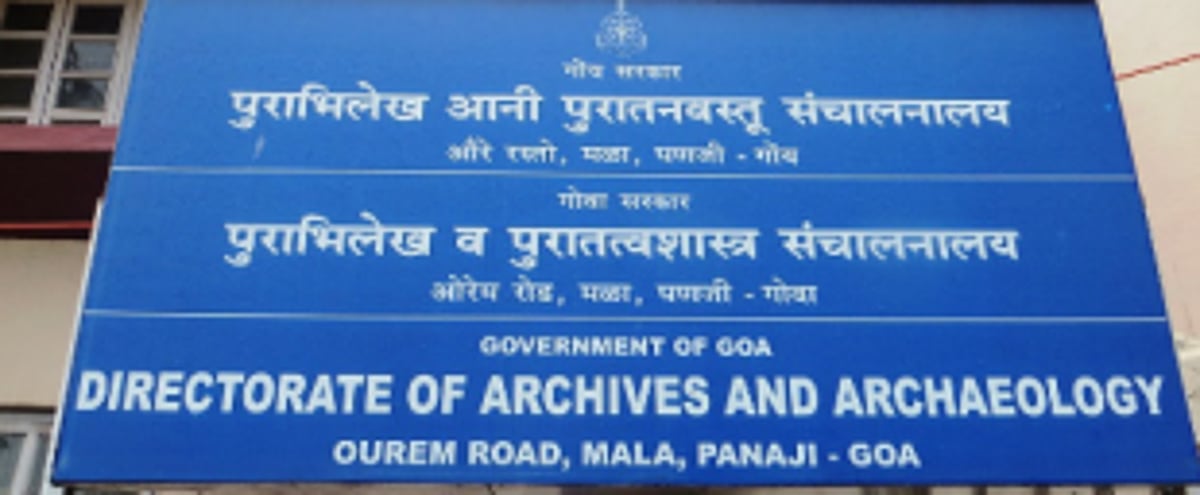 गोंय सरकार
पुराभिलेख आनी पुरातनवस्तू संचालनालय
औरें रस्तो, मळा, पणजी - गोंय
गोवा सरकार
पुराभिलेख व पुरातत्वशास्त्र संचालनालय
ओरेम रोड, मळा, पणजी - गोवा
GOVERNMENT OF GOA
DIRECTORATE OF ARCHIVES AND ARCHAEOLOGY
OUREM ROAD, MALA, PANAJI - GOA